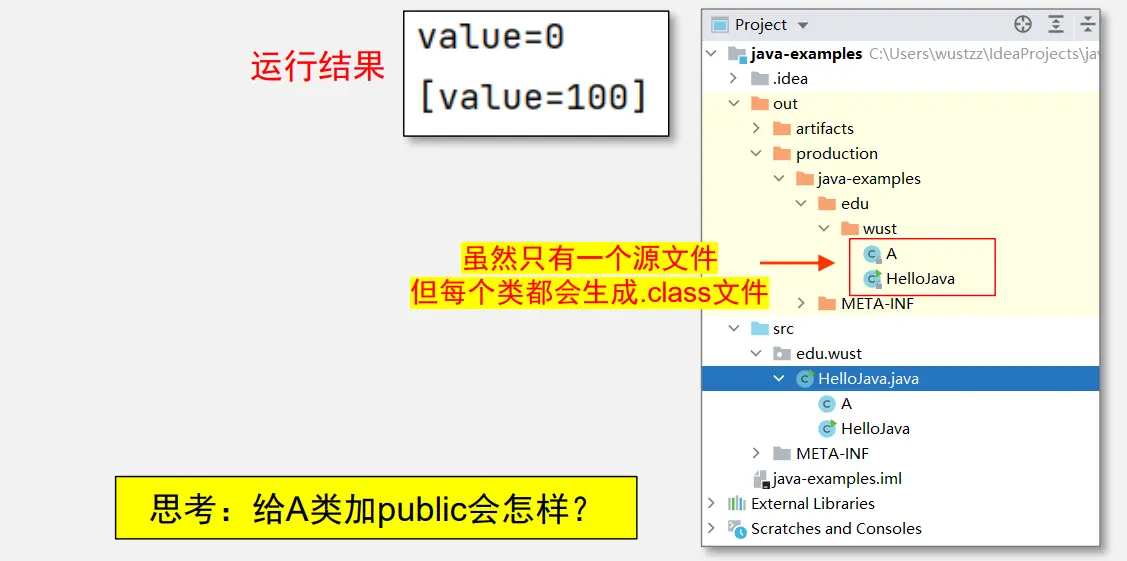 运行结果
value=0
[value=100]
虽然只有一个源文件
但每个类都会生成.class文件
思考：给A类加public会怎样？
Project
java-examples C:\Users\wustzz\IdeaProjects\jav
.idea
out
artifacts
production
java-examples
edu
wust
A
HelloJava
META-INF
src
edu.wust
HelloJava.java
A
HelloJava
META-INF
java-examples.iml
External Libraries
Scratches and Consoles